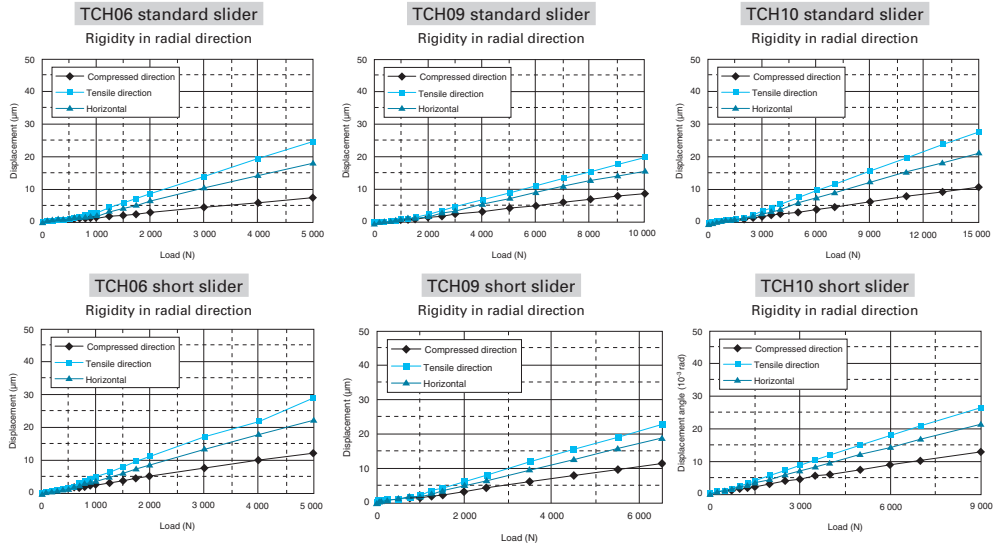 TCH06 standard slider
Rigidity in radial direction
50
40
30
20
10
0
Displacement (µm)
Compressed direction
Tensile direction
Horizontal
0
1 000
2 000
3 000
4 000
5 000
Load (N)
TCH09 standard slider
Rigidity in radial direction
50
40
30
20
10
0
Displacement (µm)
Compressed direction
Tensile direction
Horizontal
0
2 000
4 000
6 000
8 000
10 000
Load (N)
TCH10 standard slider
Rigidity in radial direction
50
40
30
20
10
0
Displacement (µm)
Compressed direction
Tensile direction
Horizontal
0
3 000
6 000
9 000
12 000
15 000
Load (N)
TCH06 short slider
Rigidity in radial direction
50
40
30
20
10
0
Displacement (µm)
Compressed direction
Tensile direction
Horizontal
0
1 000
2 000
3 000
4 000
5 000
Load (N)
TCH09 short slider
Rigidity in radial direction
50
40
30
20
10
0
Displacement (µm)
Compressed direction
Tensile direction
Horizontal
0
2 000
4 000
6 000
Load (N)
TCH10 short slider
Rigidity in radial direction
50
40
30
20
10
0
Displacement angle (10⁻³ rad)
Compressed direction
Tensile direction
Horizontal
0
3 000
6 000
9 000
Load (N)